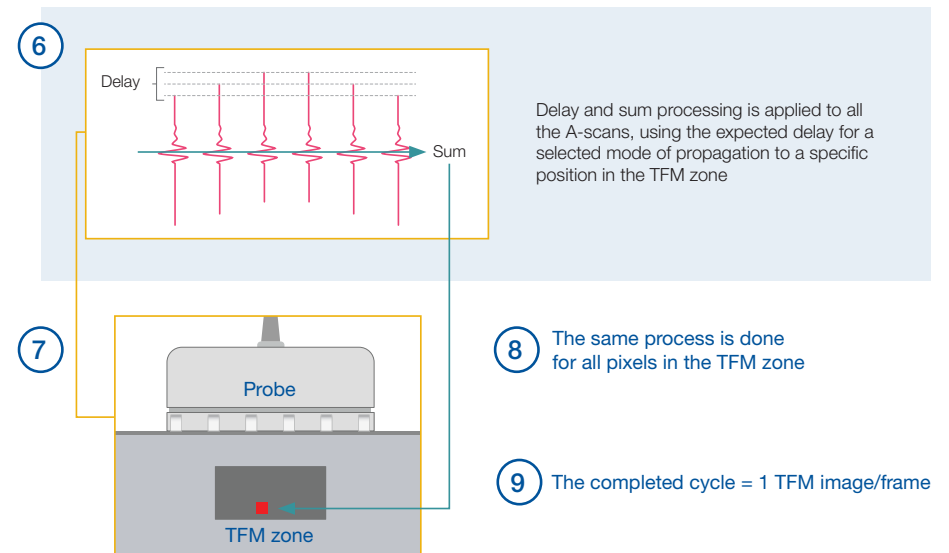 6
Delay
Sum
Delay and sum processing is applied to all
the A-scans, using the expected delay for a
selected mode of propagation to a specific
position in the TFM zone
7
Probe
TFM zone
8
The same process is done
for all pixels in the TFM zone
9
The completed cycle = 1 TFM image/frame